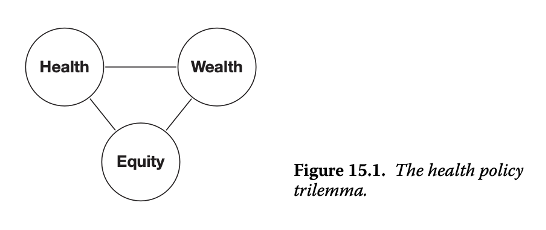 Health
Wealth
Equity
Figure 15.1. The health policy
trilemma.